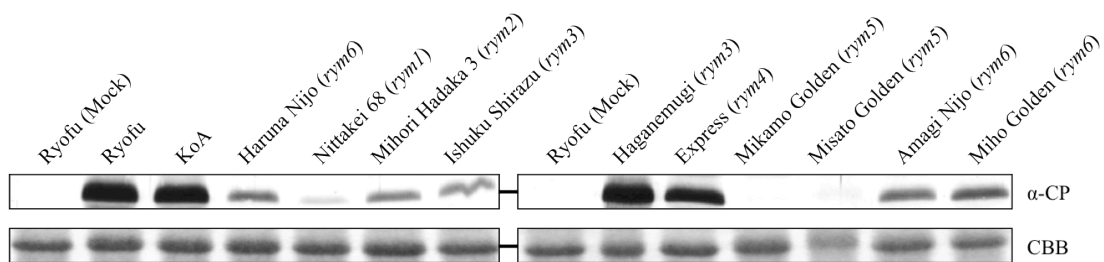 Ryofu (Mock)
Ryofu
KoA
Haruna Nijo (rym6)
Nittakei 68 (rym1)
Mihori Hadaka 3 (rym2)
Ishuku Shirazu (rym3)
Ryofu (Mock)
Haganemugi (rym3)
Express (rym4)
Mikamo Golden (rym5)
Misato Golden (rym5)
Amagi Nijo (rym6)
Miho Golden (rym6)
α-CP
CBB